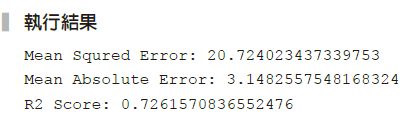 執行結果
Mean Squred Error: 20.724023437339753
Mean Absolute Error: 3.1482557548168324
R2 Score: 0.7261570836552476